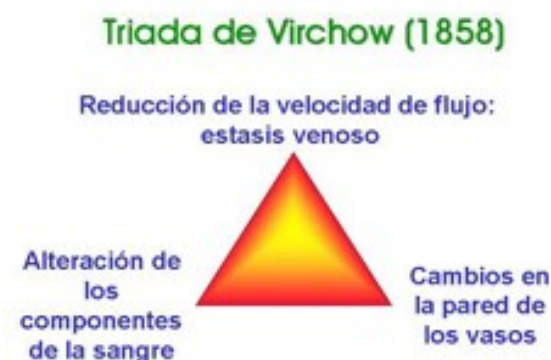 Triada de Virchow (1858)
Reducción de la velocidad de flujo:
estasis venoso
Alteración de
los
componentes
de la sangre
Cambios en
la pared de
los vasos